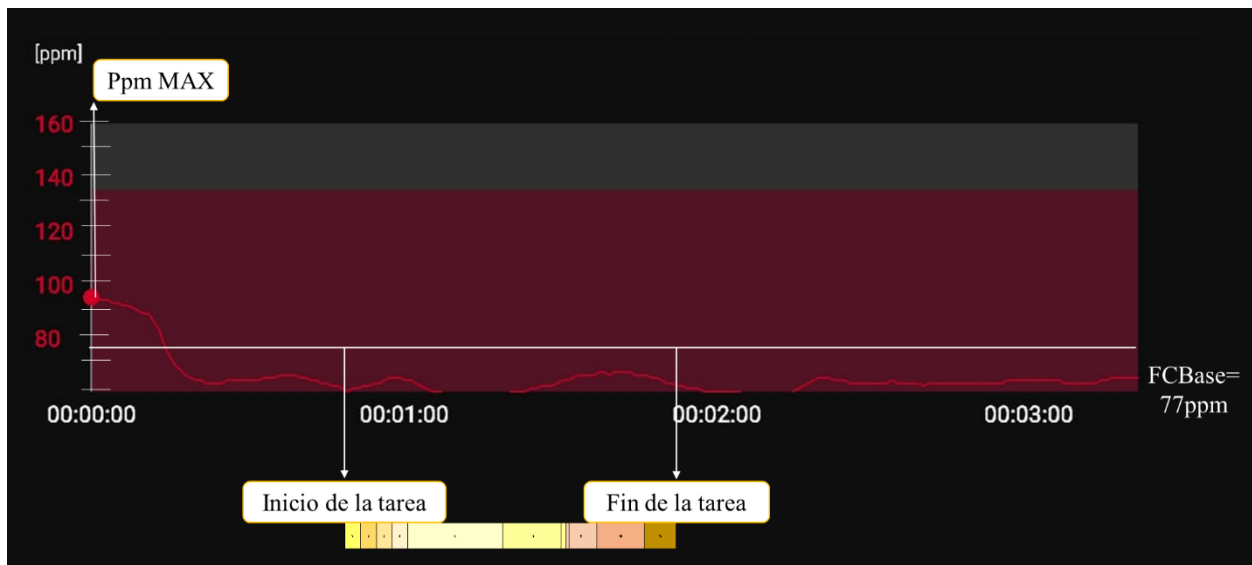 [ppm]
Ppm MAX
160
140
120
100
80
FCBase=
77ppm
00:00:00
00:01:00
00:02:00
00:03:00
Inicio de la tarea
Fin de la tarea